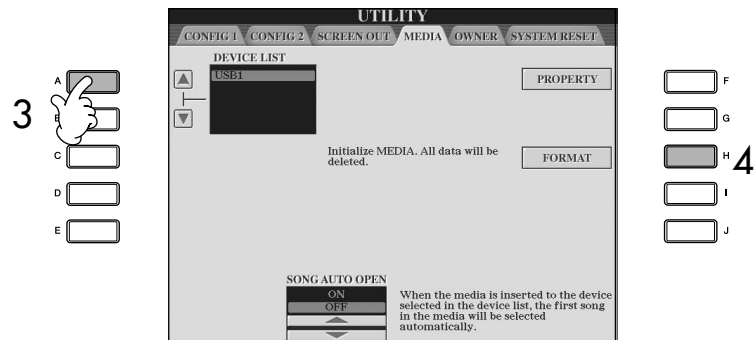 UTILITY
CONFIG 1 CONFIG 2 SCREEN OUT MEDIA OWNER SYSTEM RESET
DEVICE LIST
USB1
PROPERTY
A
F
3
G
Initialize MEDIA. All data will be
deleted.
FORMAT
C
H
4
D
I
E
J
SONG AUTO OPEN
ON
OFF
When the media is inserted to the device
selected in the device list, the first song
in the media will be selected
automatically.